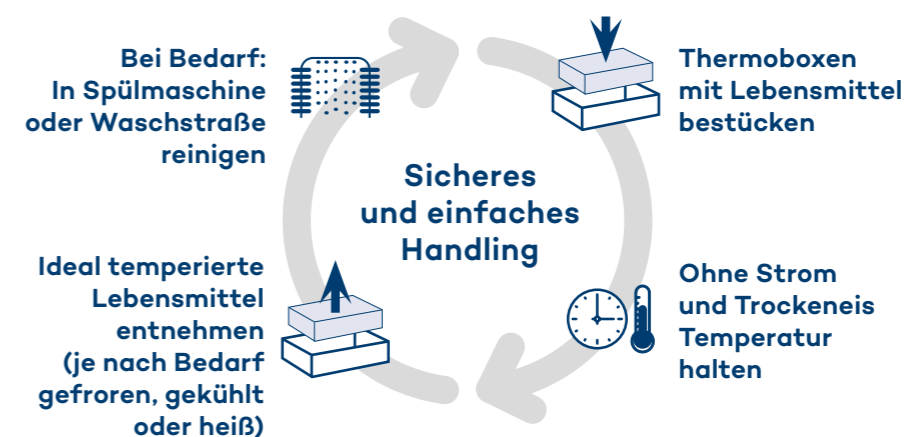 Bei Bedarf:
In Spülmaschine
oder Waschstraße
reinigen
Thermoboxen
mit Lebensmittel
bestücken
Sicheres
und einfaches
Handling
Ideal temperierte
Lebensmittel
entnehmen
(je nach Bedarf
gefroren, gekühlt
oder heiß)
Ohne Strom
und Trockeneis
Temperatur
halten